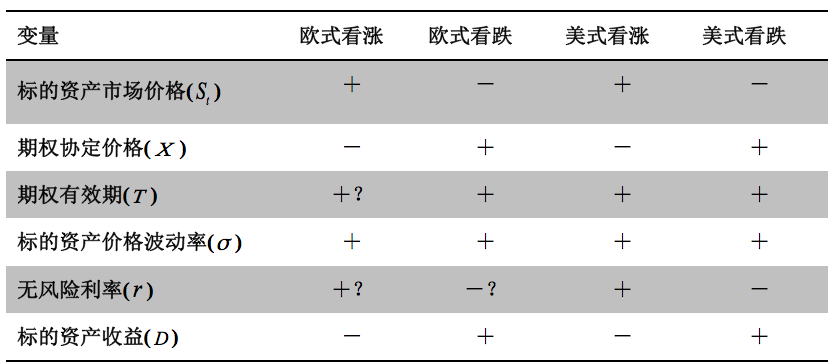 变量 欧式看涨 欧式看跌 美式看涨 美式看跌
标的资产市场价格(Sₜ) + − + −
期权协定价格(X) − + − +
期权有效期(T) +? + + +
标的资产价格波动率(σ) + + + +
无风险利率(r) +? −? + −
标的资产收益(D) − + − +